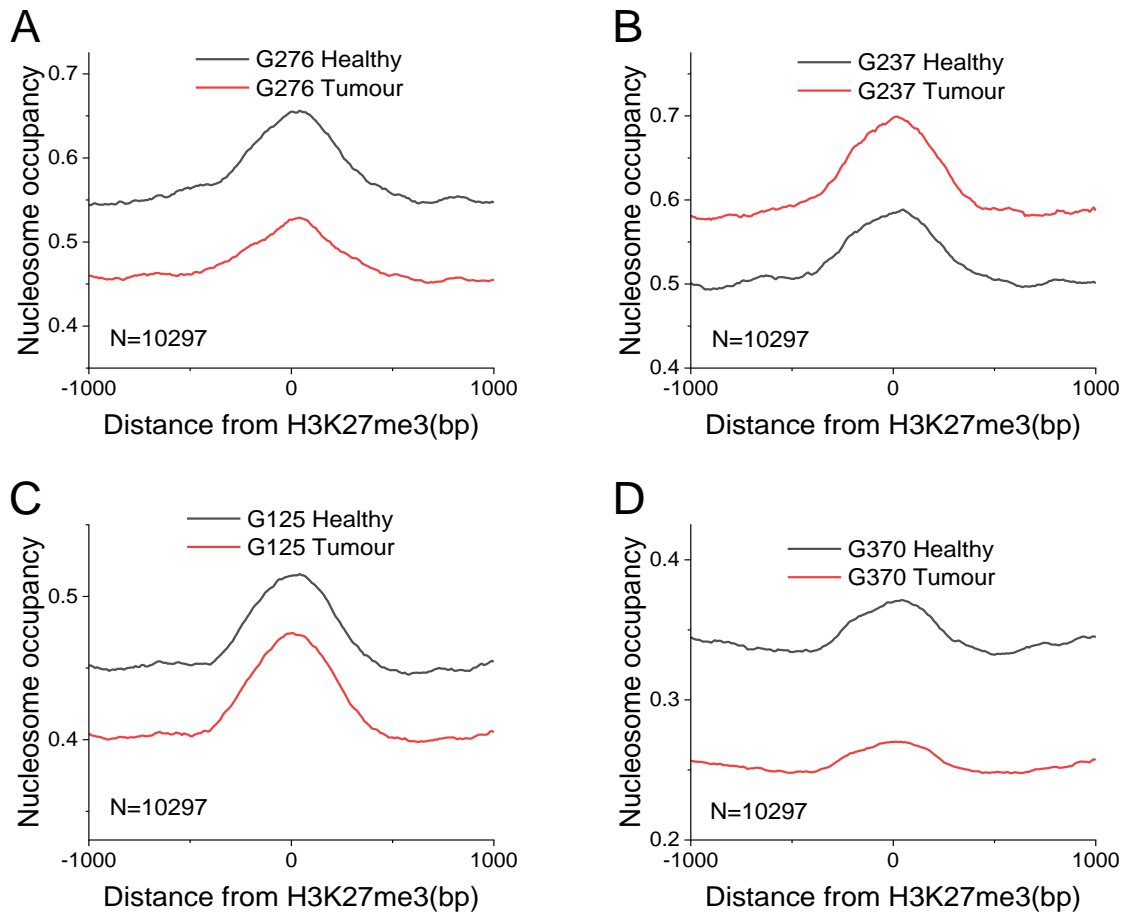 A
G276 Healthy
G276 Tumour
Nucleosome occupancy
0.7
0.6
0.5
0.4
N=10297
-1000
0
1000
Distance from H3K27me3(bp)
B
G237 Healthy
G237 Tumour
Nucleosome occupancy
0.7
0.6
0.5
0.4
N=10297
-1000
0
1000
Distance from H3K27me3(bp)
C
G125 Healthy
G125 Tumour
Nucleosome occupancy
0.5
0.4
N=10297
-1000
0
1000
Distance from H3K27me3(bp)
D
G370 Healthy
G370 Tumour
Nucleosome occupancy
0.4
0.3
0.2
N=10297
-1000
0
1000
Distance from H3K27me3(bp)